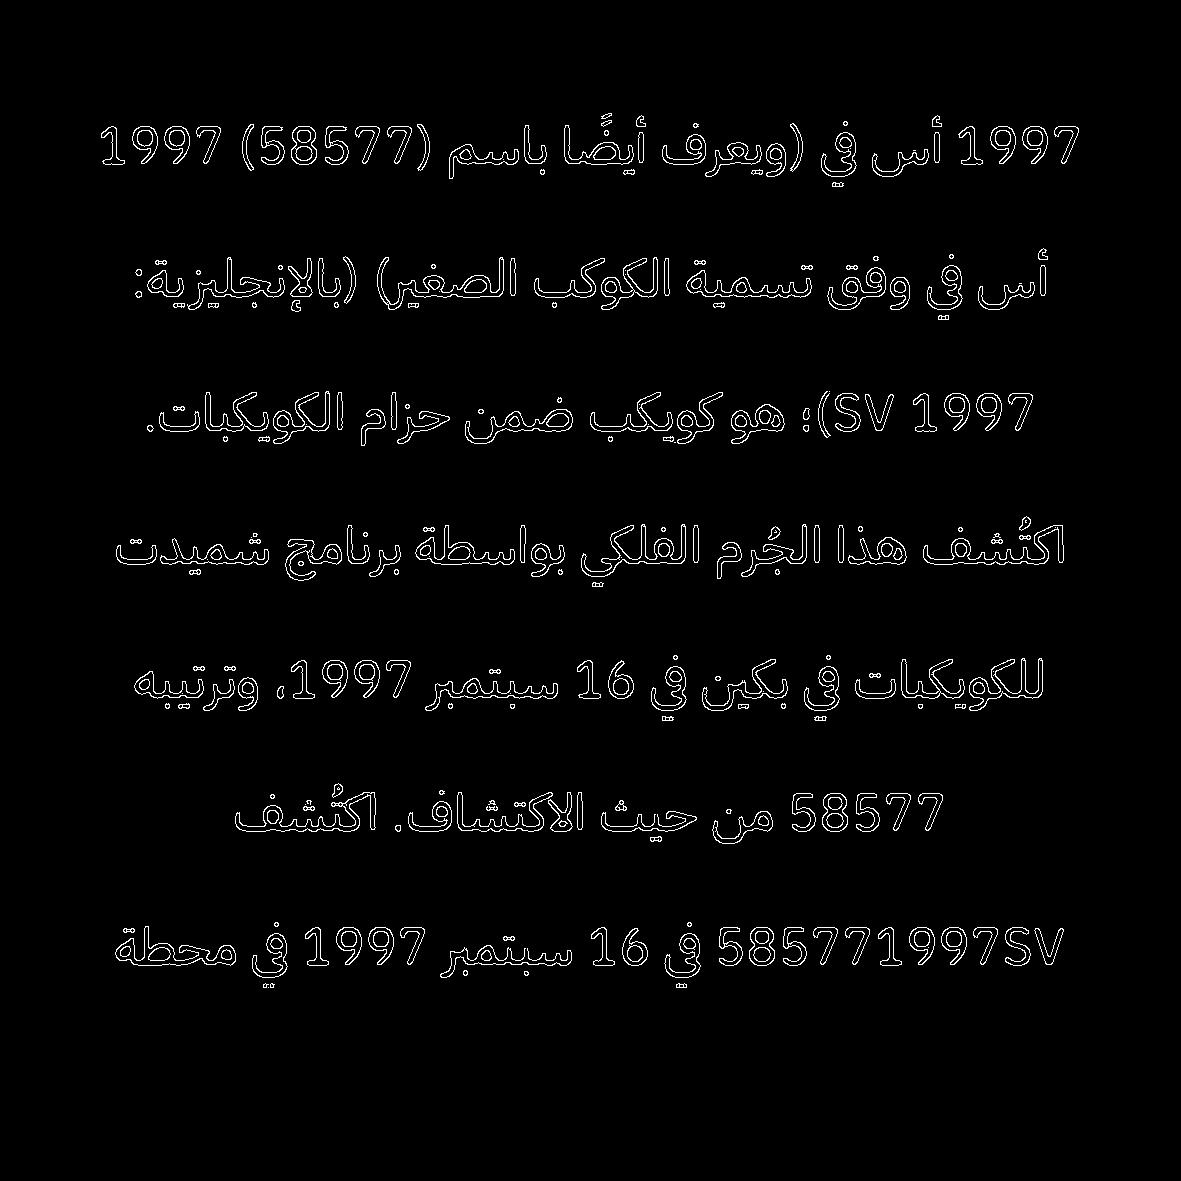 1997 أس في (ويعرف أيضًا باسم (58577) 1997
أس في وفق تسمية الكوكب الصغير) (بالإنجليزية:
1997 SV)؛ هو كويكب ضمن حزام الكويكبات.
اكتُشف هذا الجُرم الفلكي بواسطة برنامج شميدت
للكويكبات في بكين في 16 سبتمبر 1997، وترتيبه
58577 من حيث الاكتشاف. اكتُشف
585771997SV في 16 سبتمبر 1997 في محطة